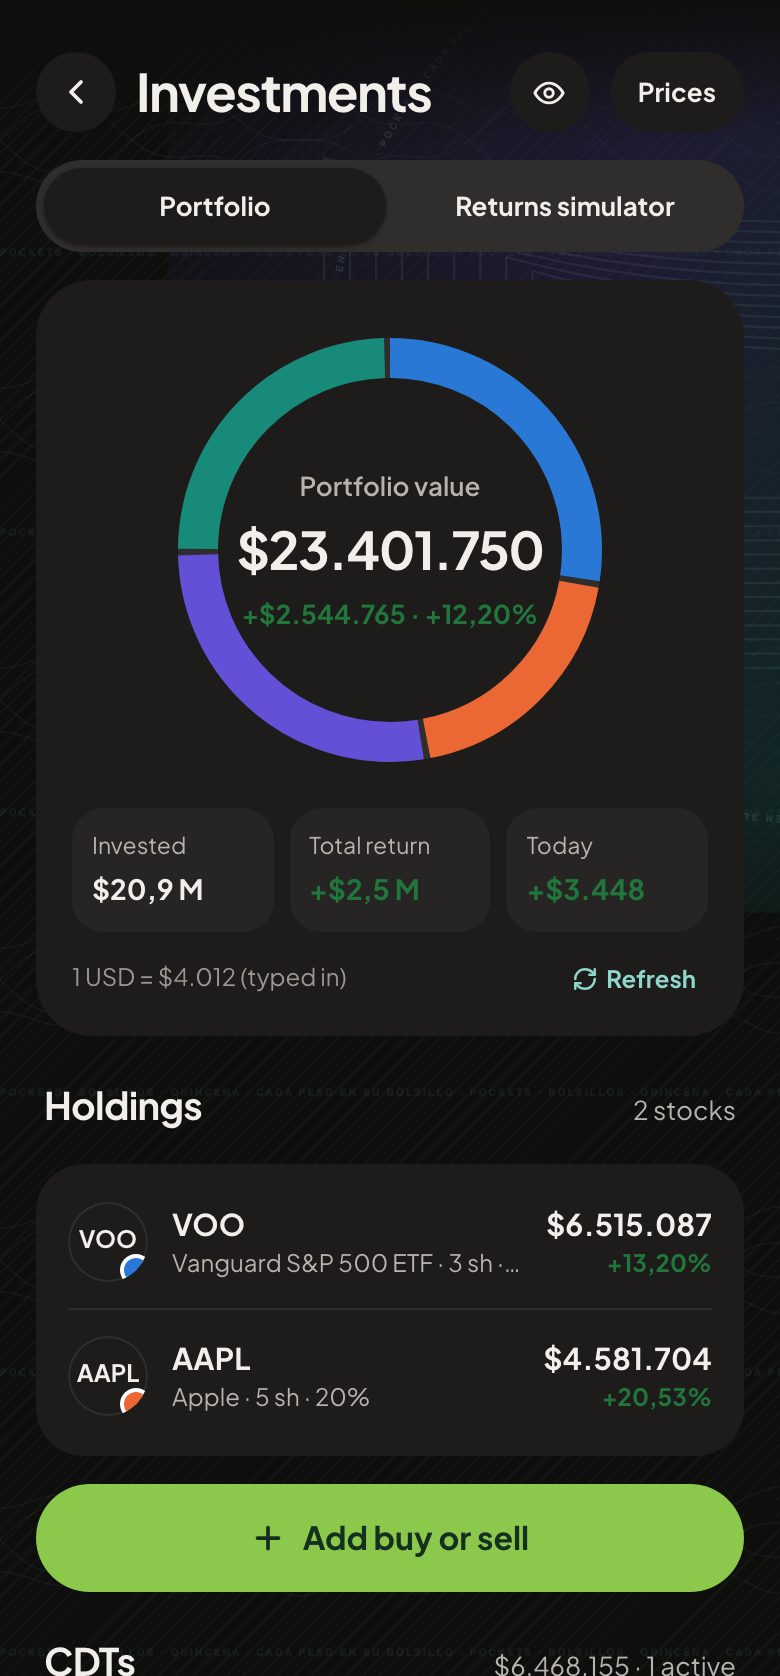 Investments
Prices
Portfolio
Returns simulator
Portfolio value
$23.401.750
+$2.544.765 · +12,20%
Invested
$20,9 M
Total return
+$2,5 M
Today
+$3.448
1 USD = $4.012 (typed in)
Refresh
Holdings
2 stocks
VOO
VOO
$6.515.087
Vanguard S&P 500 ETF · 3 sh ·...
+13,20%
AAPL
AAPL
$4.581.704
Apple · 5 sh · 20%
+20,53%
+ Add buy or sell
CDTs
$6.468.155 · 1 active